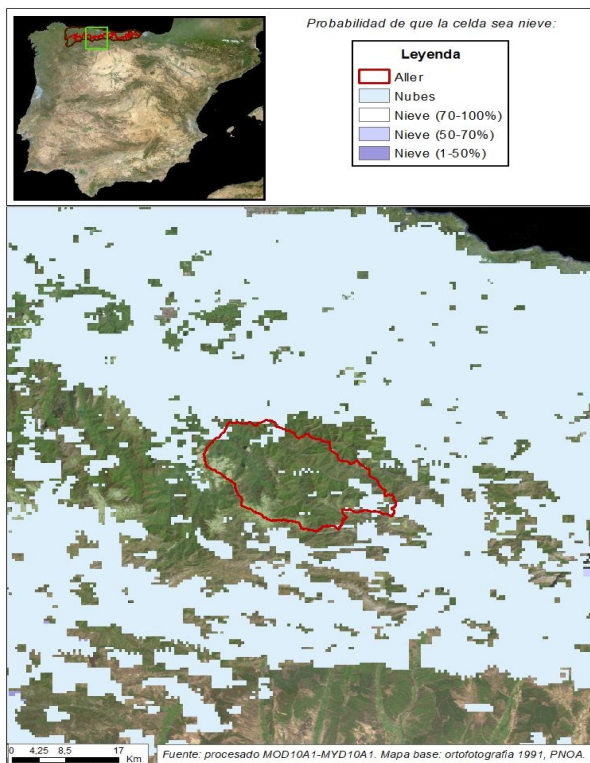 Probabilidad de que la celda sea nieve:
Leyenda
Aller
Nubes
Nieve (70-100%)
Nieve (50-70%)
Nieve (1-50%)
0 4,25 8,5 17
Km
Fuente: procesado MOD10A1-MYD10A1. Mapa base: ortofotografia 1991, PNOA.